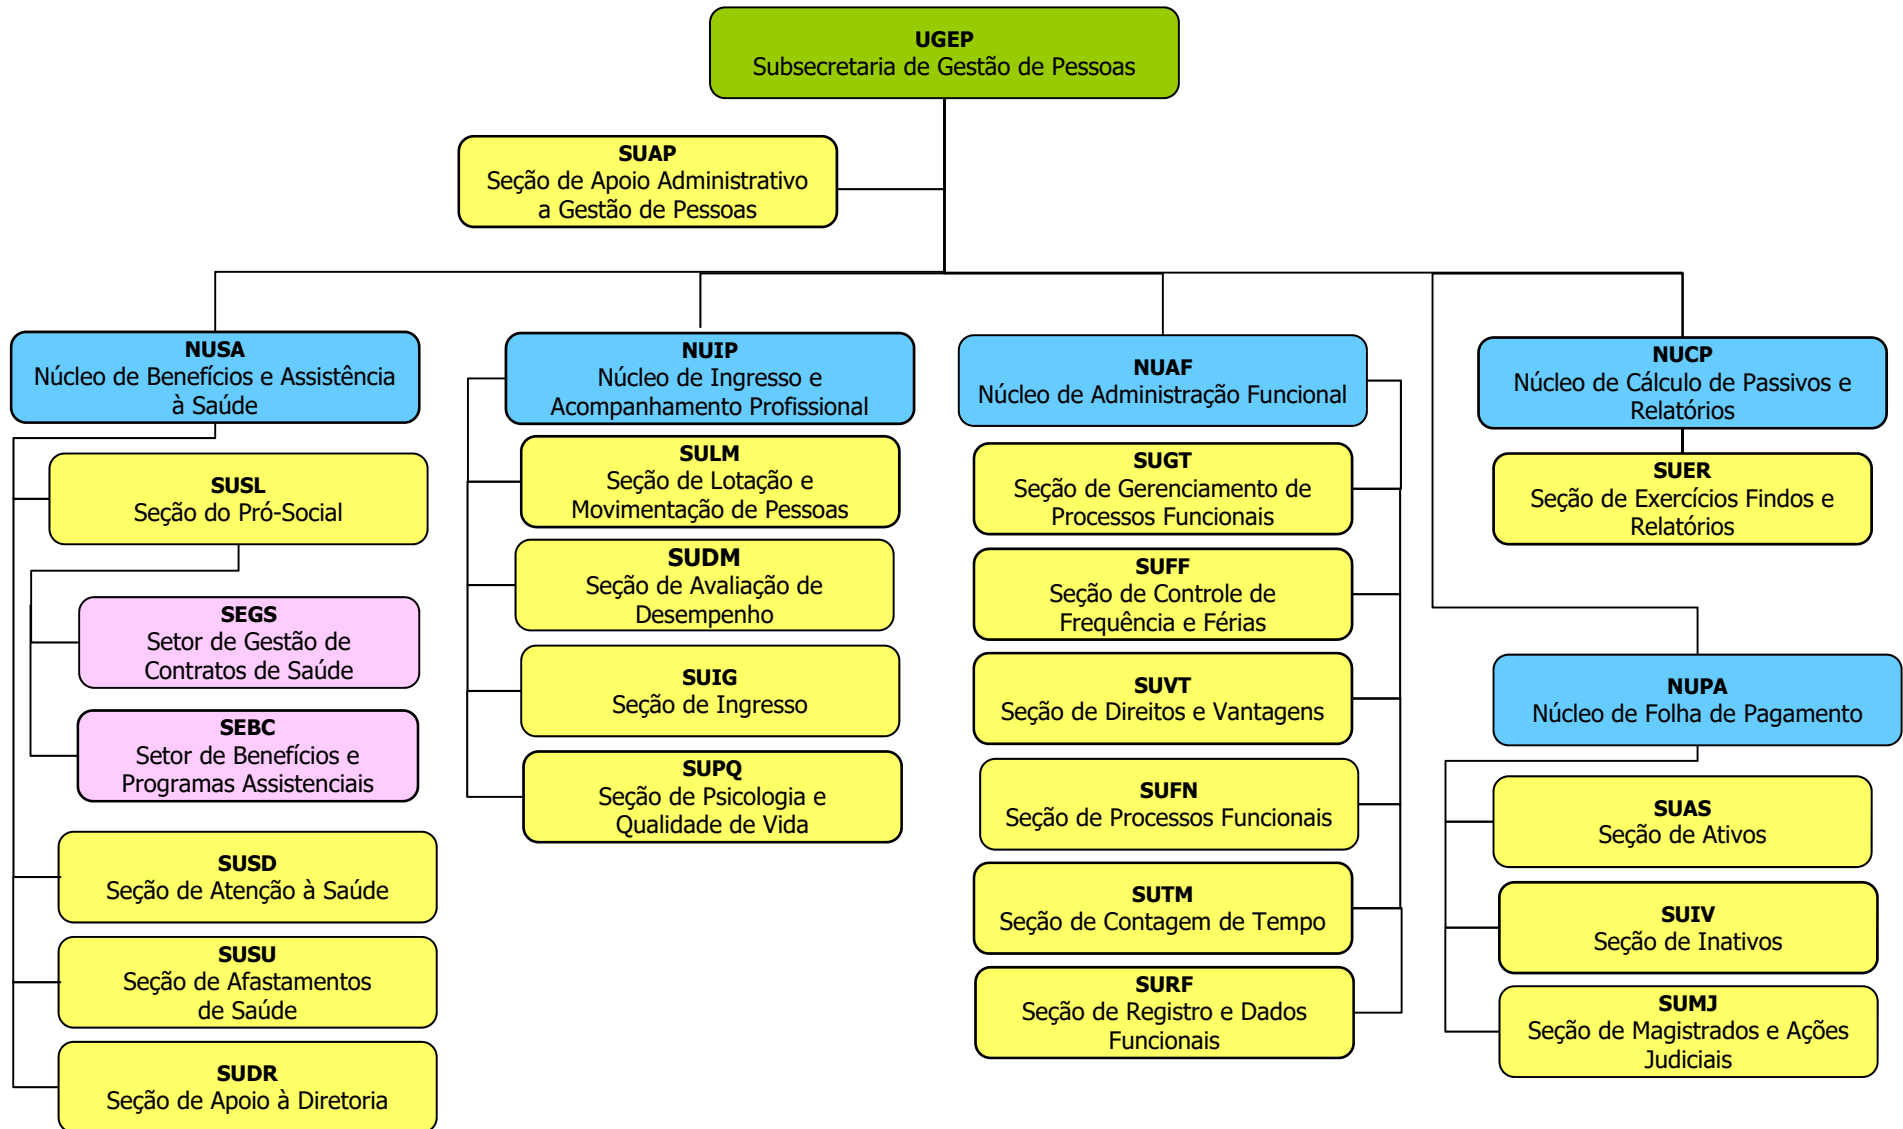 UGEP
Subsecretaria de Gestão de Pessoas
SUAP
Seção de Apoio Administrativo
a Gestão de Pessoas
NUSA
Núcleo de Benefícios e Assistência
à Saúde
SUSL
Seção do Pró-Social
SEGS
Setor de Gestão de
Contratos de Saúde
SEBC
Setor de Benefícios e
Programas Assistenciais
SUSD
Seção de Atenção à Saúde
SUSU
Seção de Afastamentos
de Saúde
SUDR
Seção de Apoio à Diretoria
NUIP
Núcleo de Ingresso e
Acompanhamento Profissional
SULM
Seção de Lotação e
Movimentação de Pessoas
SUDM
Seção de Avaliação de
Desempenho
SUIG
Seção de Ingresso
SUPQ
Seção de Psicologia e
Qualidade de Vida
NUAF
Núcleo de Administração Funcional
SUGT
Seção de Gerenciamento de
Processos Funcionais
SUFF
Seção de Controle de
Frequência e Férias
SUVT
Seção de Direitos e Vantagens
SUFN
Seção de Processos Funcionais
SUTM
Seção de Contagem de Tempo
SURF
Seção de Registro e Dados
Funcionais
NUCP
Núcleo de Cálculo de Passivos e
Relatórios
SUER
Seção de Exercícios Findos e
Relatórios
NUPA
Núcleo de Folha de Pagamento
SUAS
Seção de Ativos
SUIV
Seção de Inativos
SUMJ
Seção de Magistrados e Ações
Judiciais